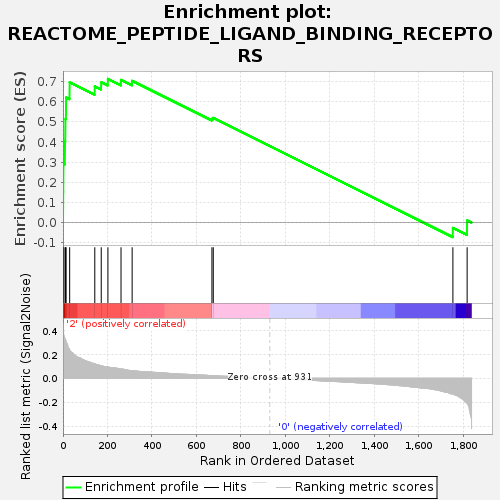 Enrichment plot:
REACTOME_PEPTIDE_LIGAND_BINDING_RECEPTO
RS
Enrichment score (ES)
0.7
0.6
0.5
0.4
0.3
0.2
0.1
0.0
-0.1
'2' (positively correlated)
Ranked list metric (Signal2Noise)
0.4
0.2
0.0
-0.2
-0.4
Zero cross at 931
'0' (negatively correlated)
0 200 400 600 800 1,000 1,200 1,400 1,600 1,800
Rank in Ordered Dataset
Enrichment profile Hits Ranking metric scores